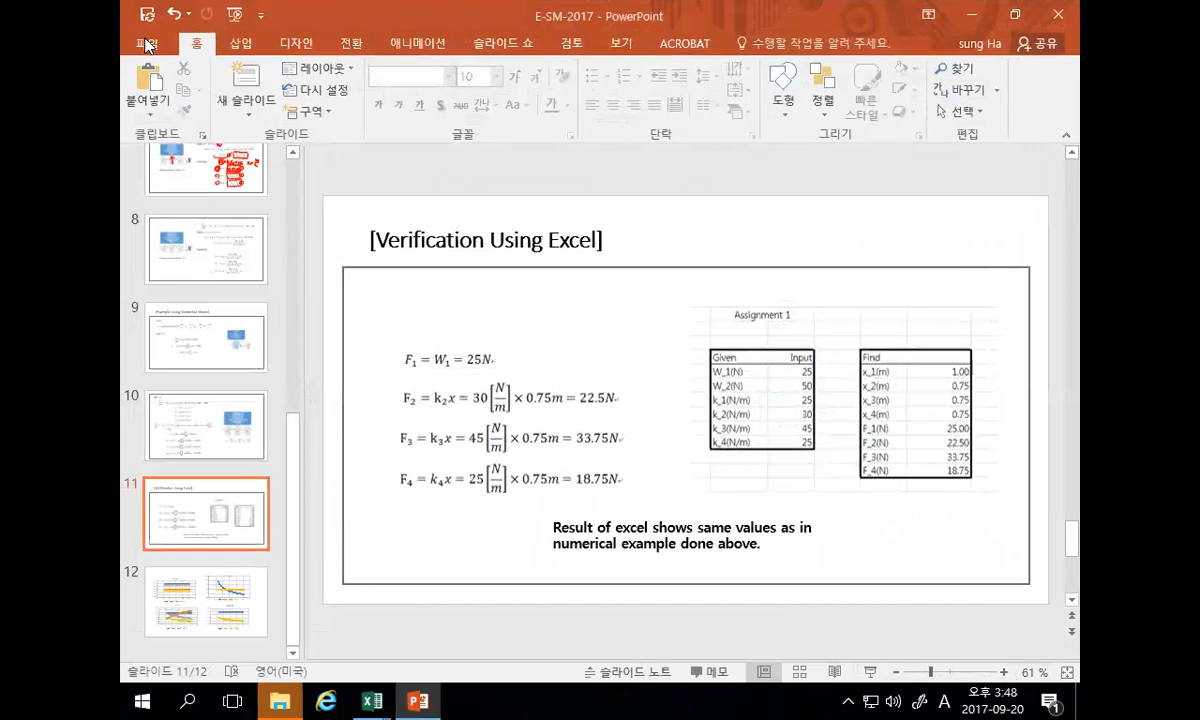 E-SM-2017 - PowerPoint
파일 홈 삽입 디자인 전환 애니메이션 슬라이드 쇼 검토 보기 ACROBAT 수행할 작업을 알려 주세요. sung Ha 공유
붙여넣기
클립보드
새 슬라이드
레이아웃
다시 설정
구역
슬라이드
10
가 가 가 S abc 간 Aa 가
글꼴
단락
도형 정렬 빠른 스타일
그리기
찾기
바꾸기
선택
편집
8
9
10
11
12
[Verification Using Excel]
F₁ = W₁ = 25N
F₂ = k₂x = 30 [N/m] × 0.75m = 22.5N
F₃ = k₃x = 45 [N/m] × 0.75m = 33.75N
F₄ = k₄x = 25 [N/m] × 0.75m = 18.75N
Assignment 1
Given Input
W_1(N) 25
W_2(N) 50
k_1(N/m) 25
k_2(N/m) 30
k_3(N/m) 45
k_4(N/m) 25
Find
x_1(m) 1.00
x_2(m) 0.75
x_3(m) 0.75
x_4(m) 0.75
F_1(N) 25.00
F_2(N) 22.50
F_3(N) 33.75
F_4(N) 18.75
Result of excel shows same values as in
numerical example done above.
슬라이드 11/12 영어(미국) 슬라이드 노트 메모 61 %
A 오후 3:48
2017-09-20
1